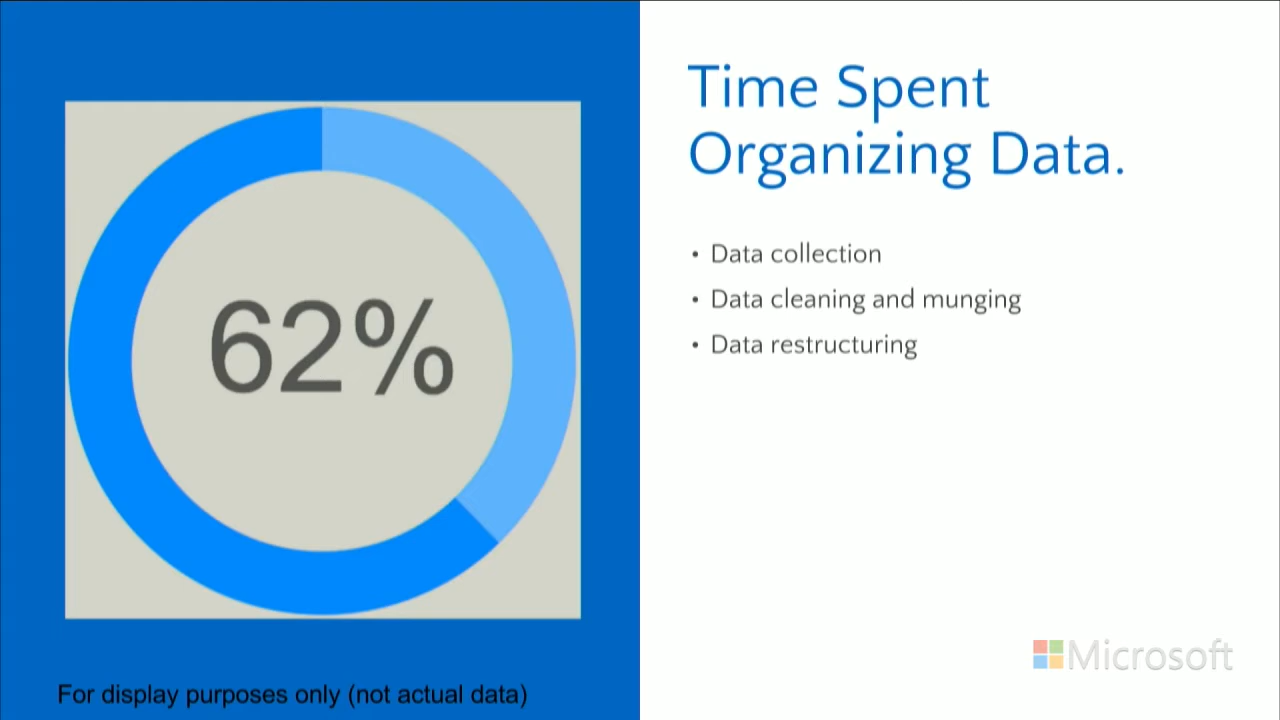 62%
For display purposes only (not actual data)
Time Spent
Organizing Data.
• Data collection
• Data cleaning and munging
• Data restructuring
Microsoft